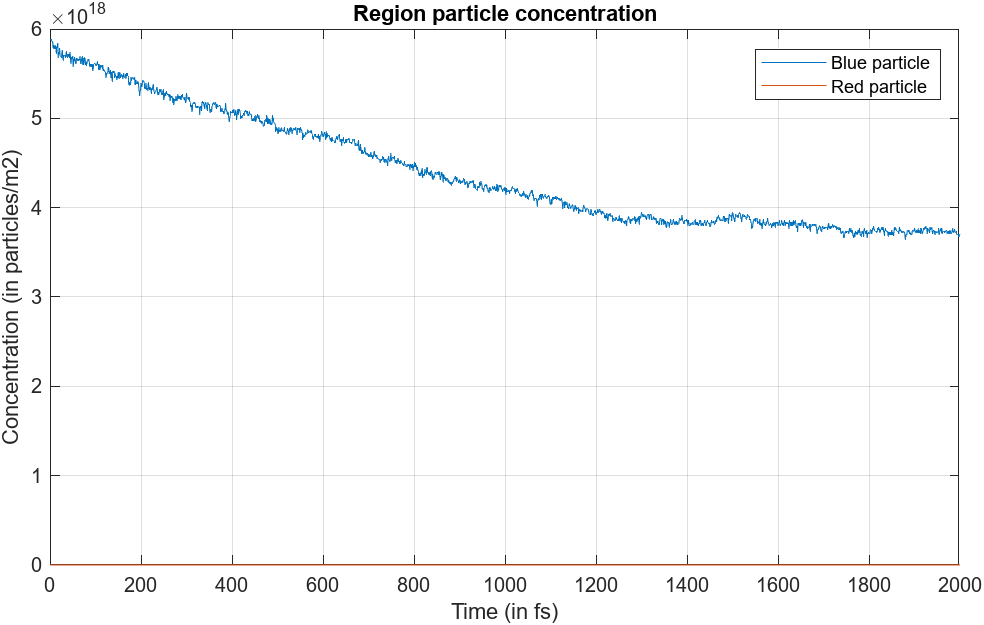 Region particle concentration
×10^18
Blue particle
Red particle
6
5
4
3
2
1
0
Concentration (in particles/m2)
0 200 400 600 800 1000 1200 1400 1600 1800 2000
Time (in fs)